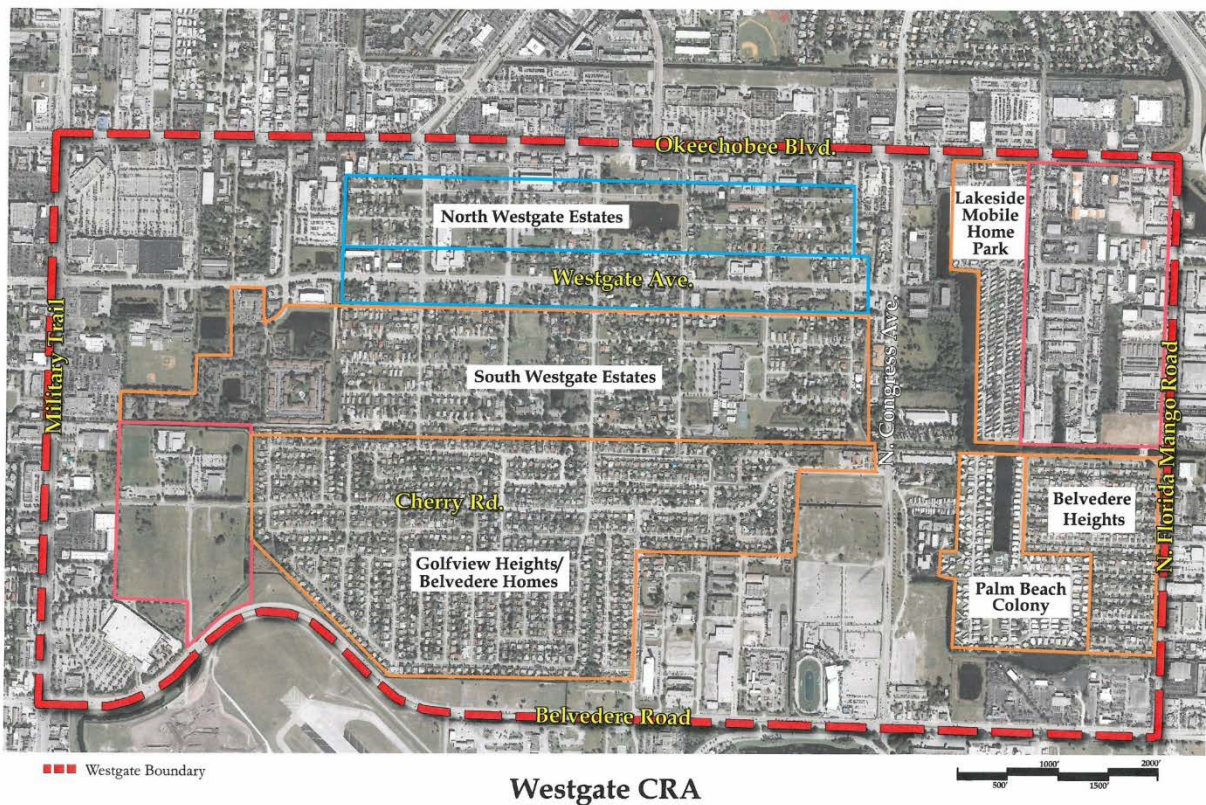 Okeechobee Blvd.
North Westgate Estates
Lakeside
Mobile
Home
Park
Westgate Ave.
Military Trail
South Westgate Estates
N. Congress Ave.
N. Florida Mango Road
Cherry Rd.
Belvedere
Heights
Golfview Heights/
Belvedere Homes
Palm Beach
Colony
Belvedere Road
Westgate Boundary
Westgate CRA
1000'
2000'
500'
1500'